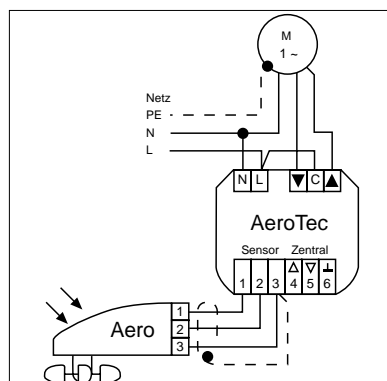 M
1 ~
Netz
PE
N
L
N L ▼ C ▲
AeroTec
Sensor Zentral
1 2 3 4 5 6
Aero
1
2
3